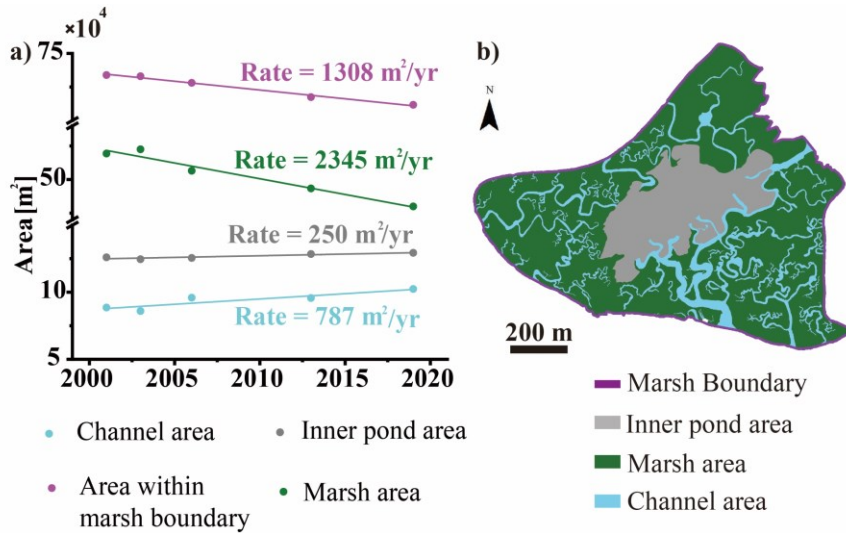 ×10⁴
a)
75
50
10
5
Area[m²]
Rate = 1308 m²/yr
Rate = 2345 m²/yr
Rate = 250 m²/yr
Rate = 787 m²/yr
2000 2005 2010 2015 2020
Channel area
Inner pond area
Area within
marsh boundary
Marsh area
b)
N
200 m
Marsh Boundary
Inner pond area
Marsh area
Channel area